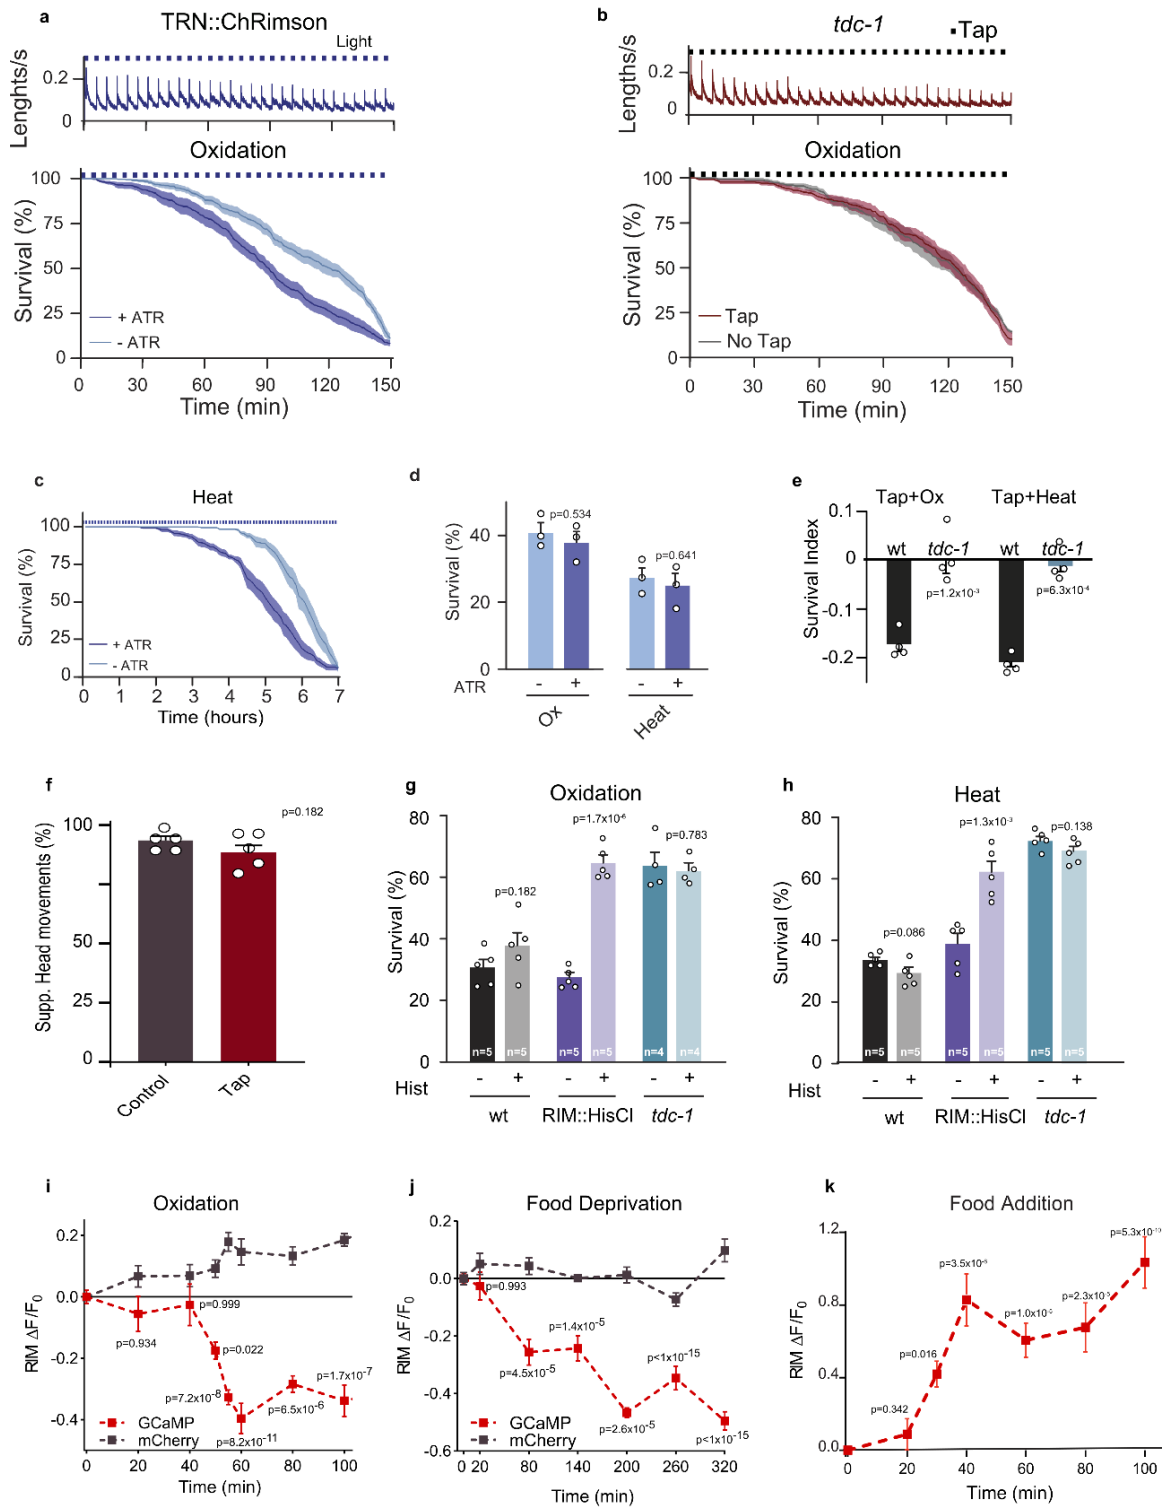 a
TRN::ChRimson
Light
Lenghts/s
0.2
0
Oxidation
Survival (%)
100
75
50
25
0
+ ATR
- ATR
0 30 60 90 120 150
Time (min)
b
tdc-1
Tap
Lengths/s
0.2
0
Oxidation
Survival (%)
100
75
50
25
0
Tap
No Tap
0 30 60 90 120 150
Time (min)
c
Heat
Survival (%)
100
75
50
25
0
+ ATR
- ATR
0 1 2 3 4 5 6 7
Time (hours)
d
Survival (%)
40
20
0
p=0.534
p=0.641
ATR - + - +
Ox Heat
e
Tap+Ox Tap+Heat
Survival Index
0.1
0
-0.1
-0.2
wt tdc-1 wt tdc-1
p=1.2x10-3
p=6.3x10-4
f
Supp. Head movements (%)
100
50
25
0
p=0.182
Control Tap
g
Oxidation
Survival (%)
80
60
40
20
0
p=0.182
p=1.7x10-6
p=0.783
n=5 n=5 n=5 n=5 n=4 n=4
Hist - + - + - +
wt RIM::HisCl tdc-1
h
Heat
Survival (%)
80
60
40
20
0
p=0.086
p=1.3x10-3
p=0.138
n=5 n=5 n=5 n=5 n=5 n=5
Hist - + - + - +
wt RIM::HisCl tdc-1
i
Oxidation
RIM ΔF/F0
0.2
0.0
-0.2
-0.4
p=0.934
p=0.999
p=0.022
p=7.2x10-8
p=8.2x10-11
p=6.5x10-6
p=1.7x10-7
GCaMP
mCherry
0 20 40 60 80 100
Time (min)
j
Food Deprivation
RIM ΔF/F0
0.2
0.0
-0.2
-0.4
-0.6
p=0.993
p=4.5x10-5
p=1.4x10-5
p=2.6x10-5
p<1x10-15
p<1x10-15
GCaMP
mCherry
0 20 80 140 200 260 320
Time (min)
k
Food Addition
RIM ΔF/F0
1.2
0.8
0.4
0.0
p=0.342
p=0.016
0 20 40 60 80 100
Time (min)